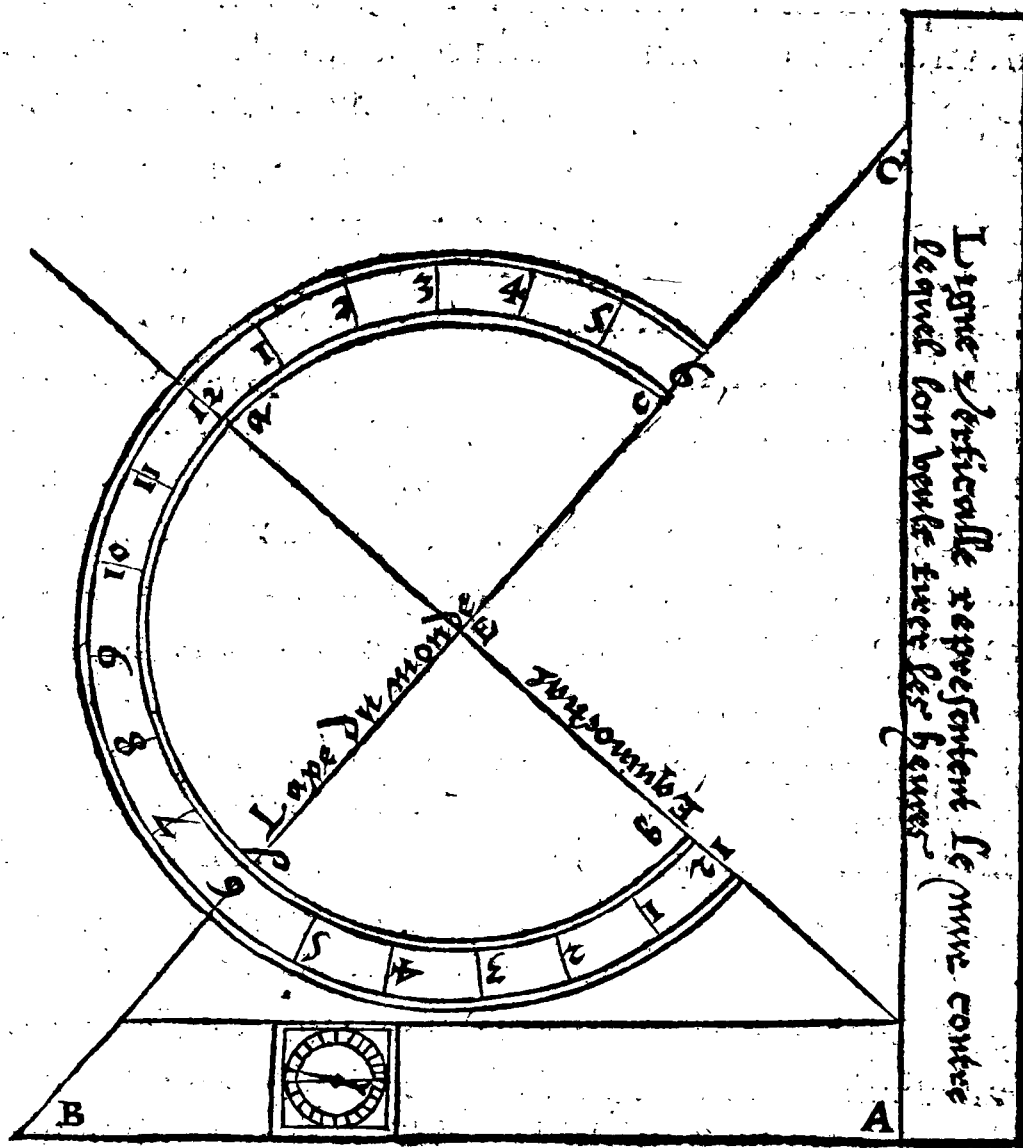 Ligne verticalle representent le mur contre
lequel lon veult tirer les heures
C
5
4
3
2
1
12
11
10
9
8
7
6
5
4
3
2
1
12
6
a
c
E
d
Laxe du monde
Equinoctial
B
A